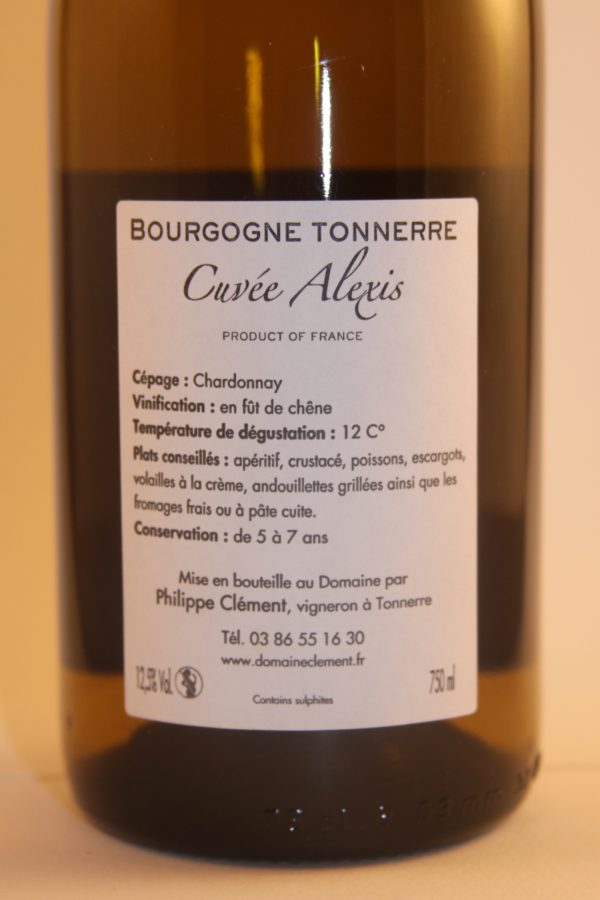 BOURGOGNE TONNERRE
Cuvée Alexis
PRODUCT OF FRANCE
Cépage : Chardonnay
Vinification : en fût de chêne
Température de dégustation : 12 C°
Plats conseillés : apéritif, crustacé, poissons, escargots,
volailles à la crème, andouillettes grillées ainsi que les
fromages frais ou à pâte cuite.
Conservation : de 5 à 7 ans
Mise en bouteille au Domaine par
Philippe Clément, vigneron à Tonnerre
Tél. 03 86 55 16 30
www.domaineclement.fr
12,5% Vol. 750 ml
Contains sulphites